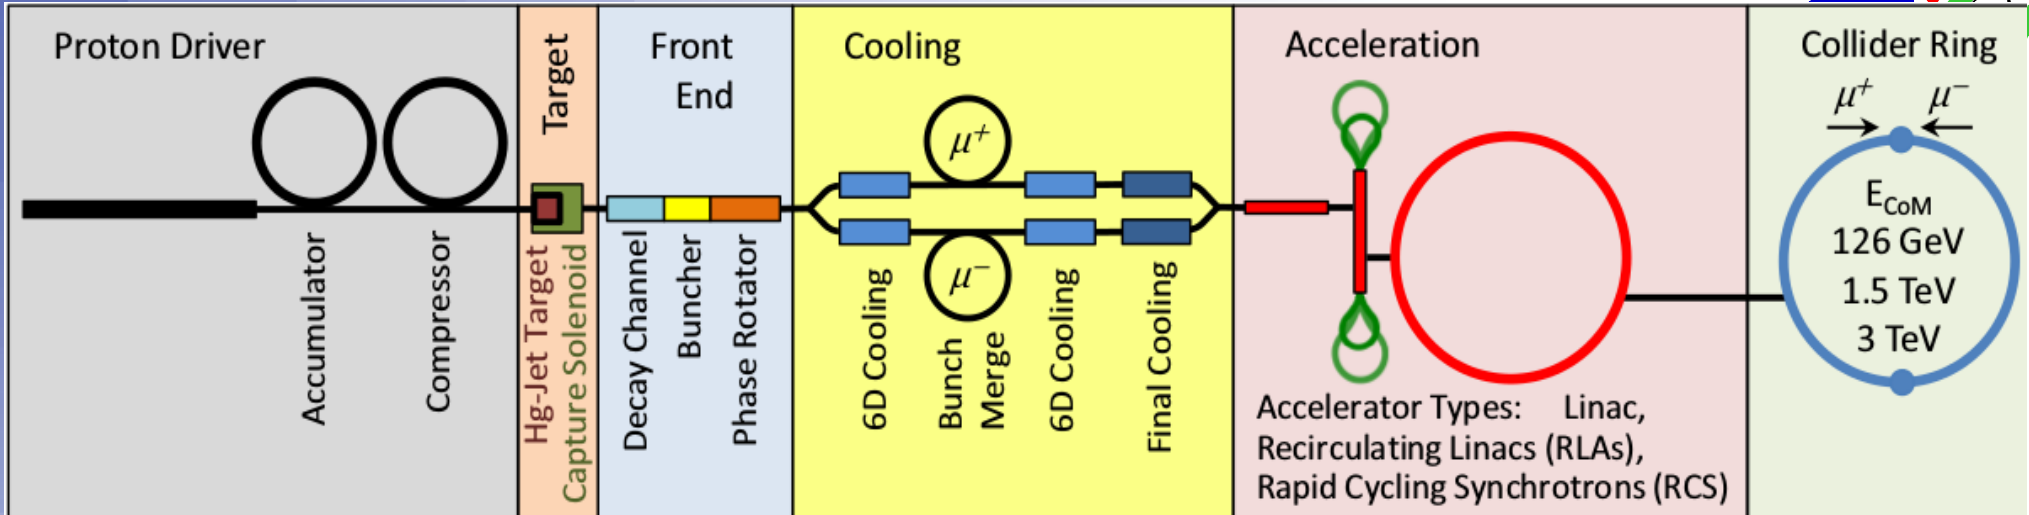 Proton Driver
Accumulator
Compressor
Target
Hg-Jet Target
Capture Solenoid
Front
End
Decay Channel
Buncher
Phase Rotator
Cooling
μ⁺
μ⁻
6D Cooling
Bunch
Merge
6D Cooling
Final Cooling
Acceleration
Accelerator Types: Linac,
Recirculating Linacs (RLAs),
Rapid Cycling Synchrotrons (RCS)
Collider Ring
μ⁺ μ⁻
E_CoM
126 GeV
1.5 TeV
3 TeV